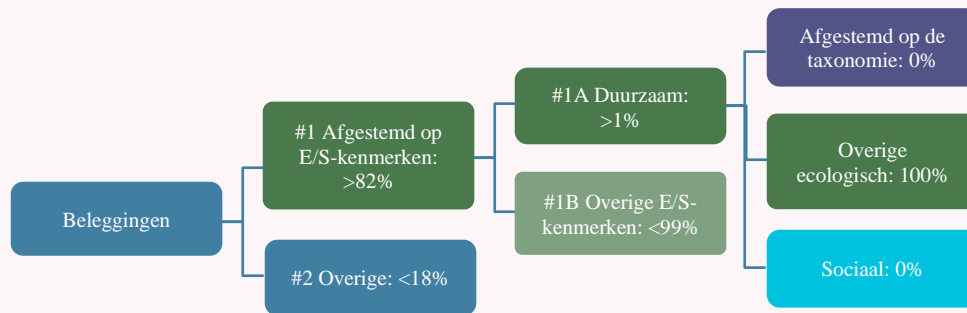 Beleggingen
#1 Afgestemd op
E/S-kenmerken:
>82%
#2 Overige: <18%
#1A Duurzaam:
>1%
#1B Overige E/S-
kenmerken: <99%
Afgestemd op de
taxonomie: 0%
Overige
ecologisch: 100%
Sociaal: 0%